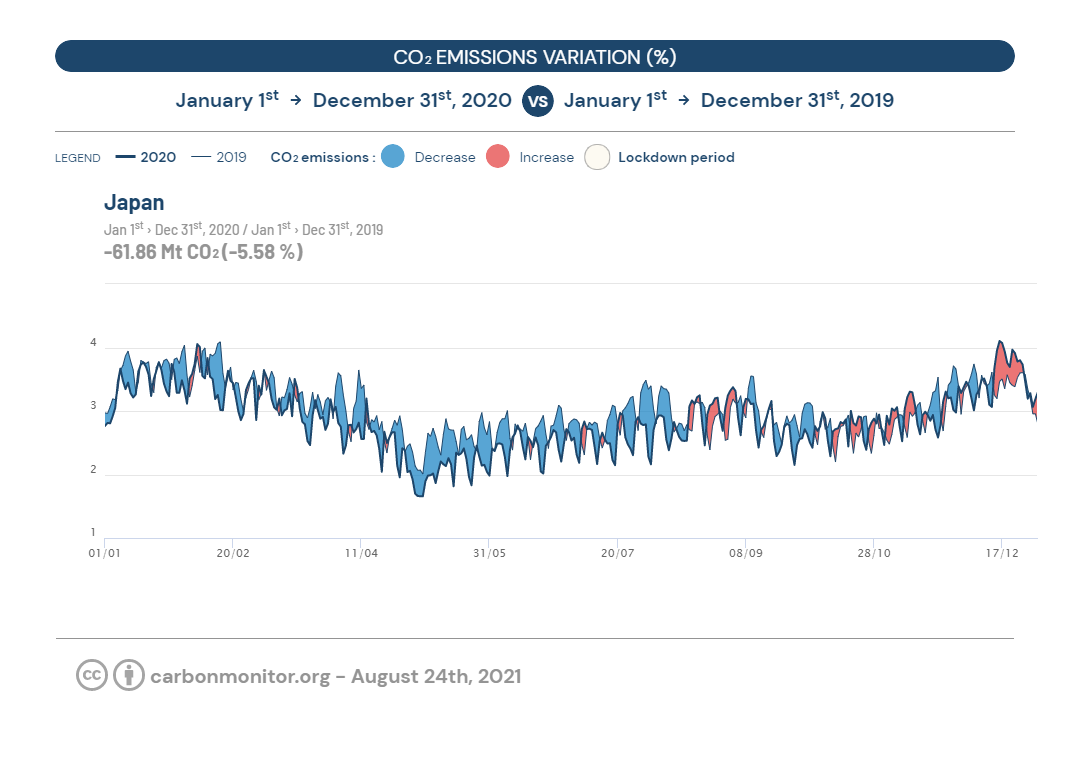 CO₂ EMISSIONS VARIATION (%)
January 1st → December 31st, 2020 VS January 1st → December 31st, 2019
LEGEND 2020 2019 CO₂ emissions : Decrease Increase Lockdown period
Japan
Jan 1st › Dec 31st, 2020 / Jan 1st › Dec 31st, 2019
-61.86 Mt CO₂ (-5.58 %)
4
3
2
1
01/01 20/02 11/04 31/05 20/07 08/09 28/10 17/12
cc carbonmonitor.org - August 24th, 2021